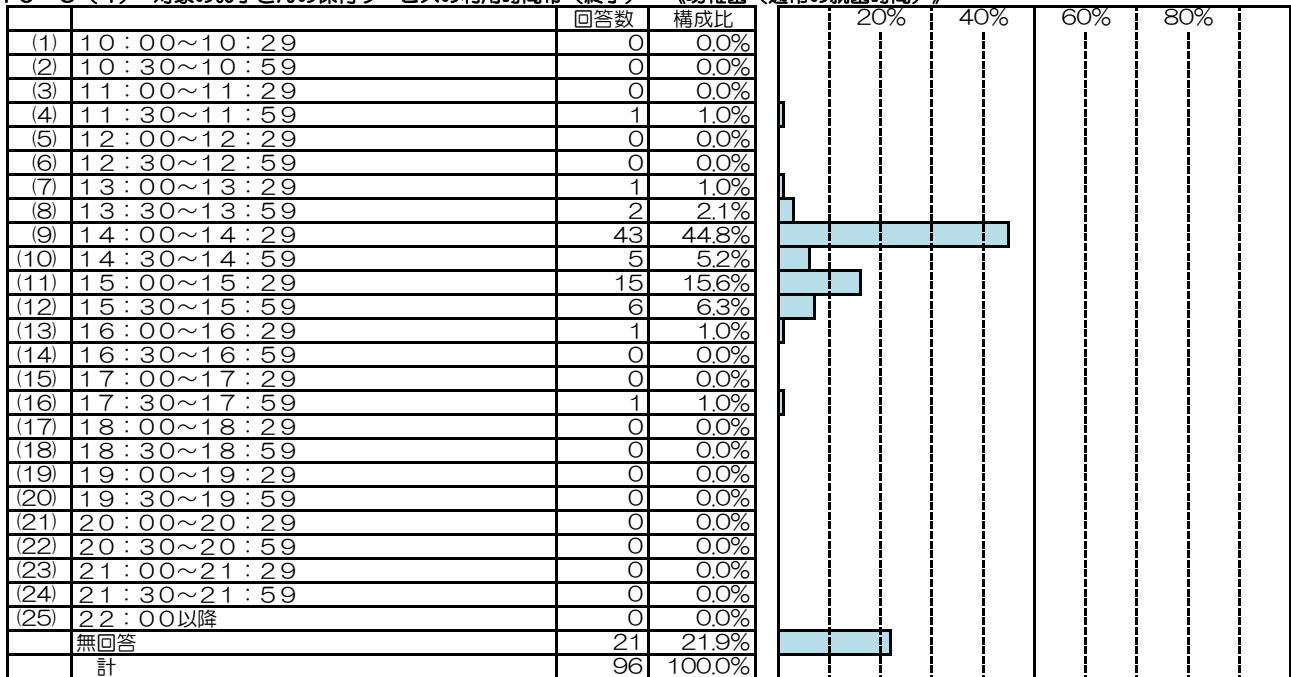 回答数 構成比 20% 40% 60% 80%
(1) 10：00～10：29 0 0.0%
(2) 10：30～10：59 0 0.0%
(3) 11：00～11：29 0 0.0%
(4) 11：30～11：59 1 1.0%
(5) 12：00～12：29 0 0.0%
(6) 12：30～12：59 0 0.0%
(7) 13：00～13：29 1 1.0%
(8) 13：30～13：59 2 2.1%
(9) 14：00～14：29 43 44.8%
(10) 14：30～14：59 5 5.2%
(11) 15：00～15：29 15 15.6%
(12) 15：30～15：59 6 6.3%
(13) 16：00～16：29 1 1.0%
(14) 16：30～16：59 0 0.0%
(15) 17：00～17：29 0 0.0%
(16) 17：30～17：59 1 1.0%
(17) 18：00～18：29 0 0.0%
(18) 18：30～18：59 0 0.0%
(19) 19：00～19：29 0 0.0%
(20) 19：30～19：59 0 0.0%
(21) 20：00～20：29 0 0.0%
(22) 20：30～20：59 0 0.0%
(23) 21：00～21：29 0 0.0%
(24) 21：30～21：59 0 0.0%
(25) 22：00以降 0 0.0%
無回答 21 21.9%
計 96 100.0%